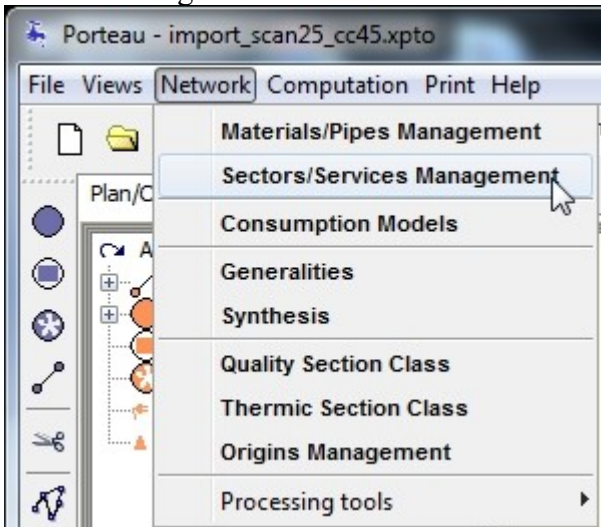 Porteau - import_scan25_cc45.xpto
File Views Network Computation Print Help
Materials/Pipes Management
Sectors/Services Management
Plan/C
Consumption Models
A
Generalities
Synthesis
Quality Section Class
Thermic Section Class
Origins Management
Processing tools